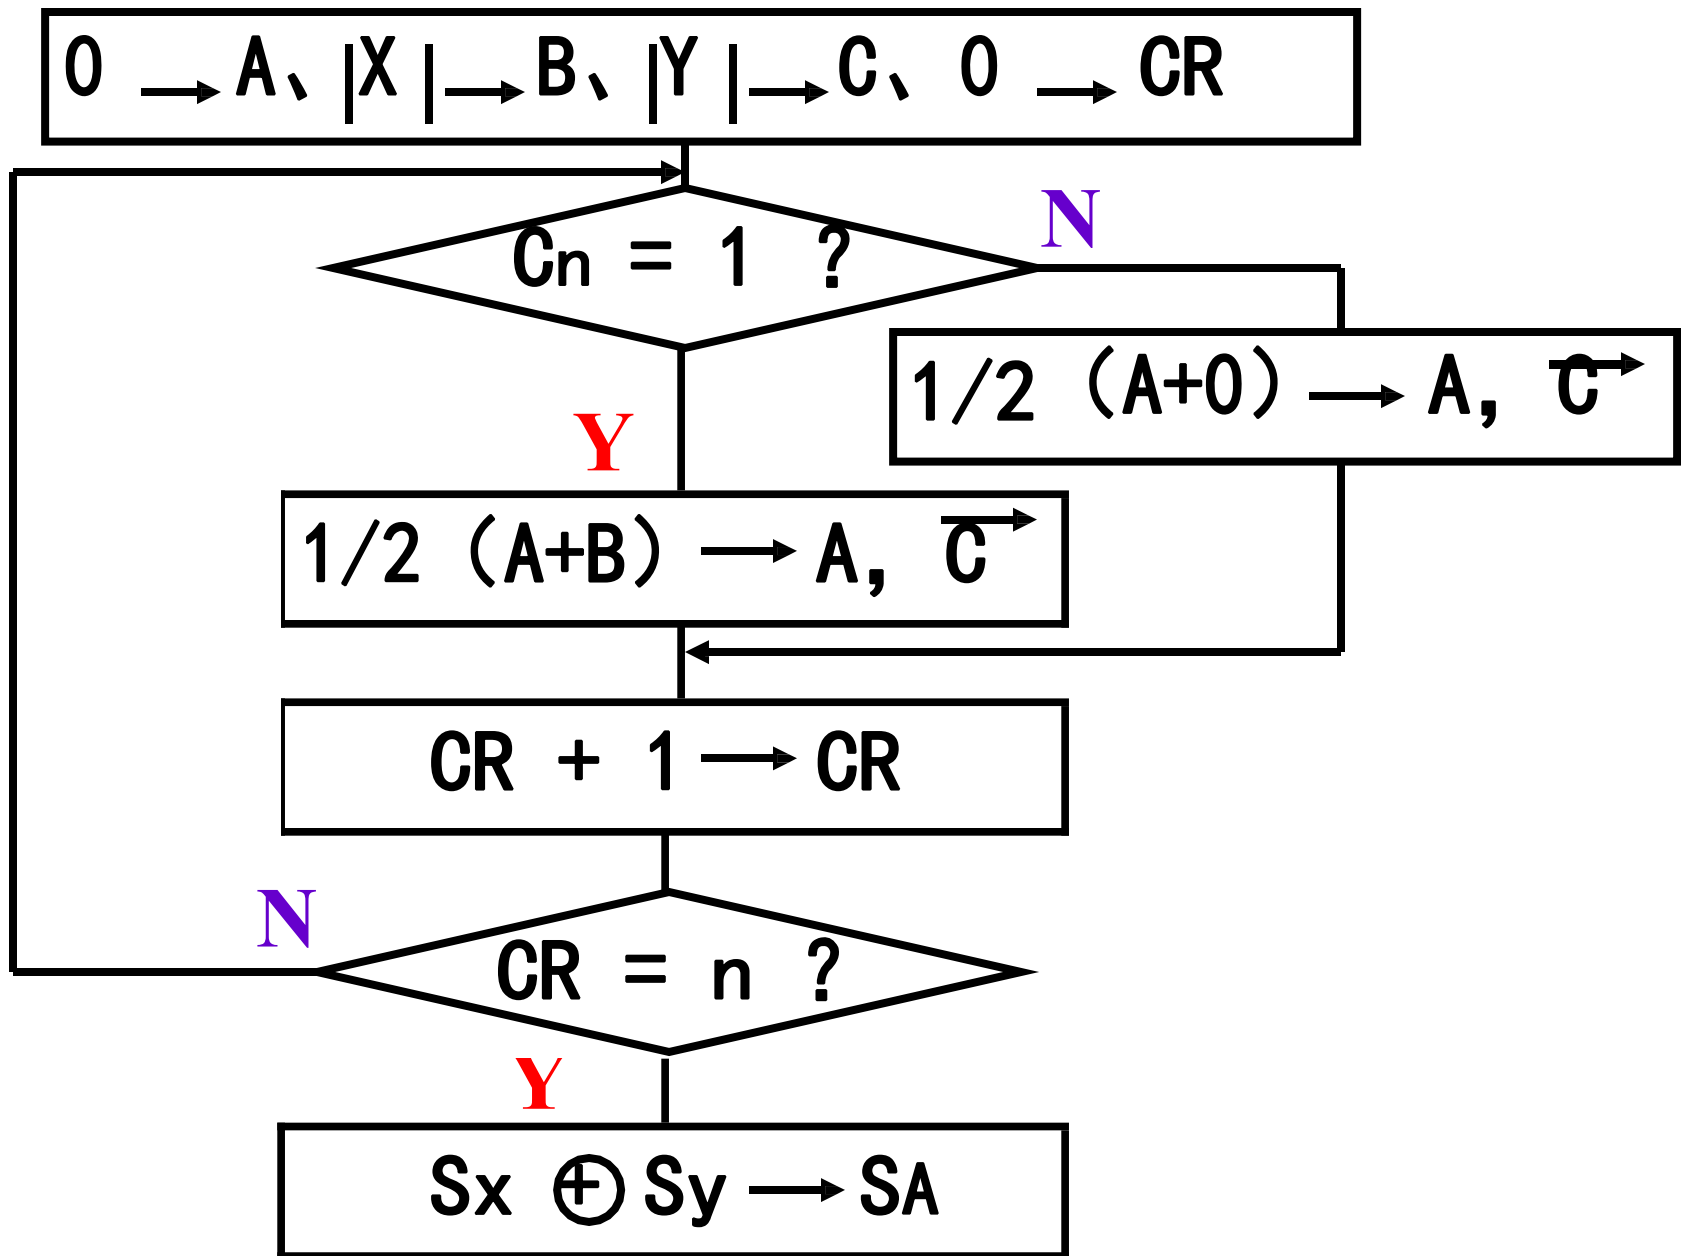 0 → A、|X|→ B、|Y|→ C、0 → CR
Cn = 1 ?
N
1/2 (A+0) → A, C→
Y
1/2 (A+B) → A, C→
CR + 1 → CR
N
CR = n ?
Y
Sx ⊕ Sy → SA